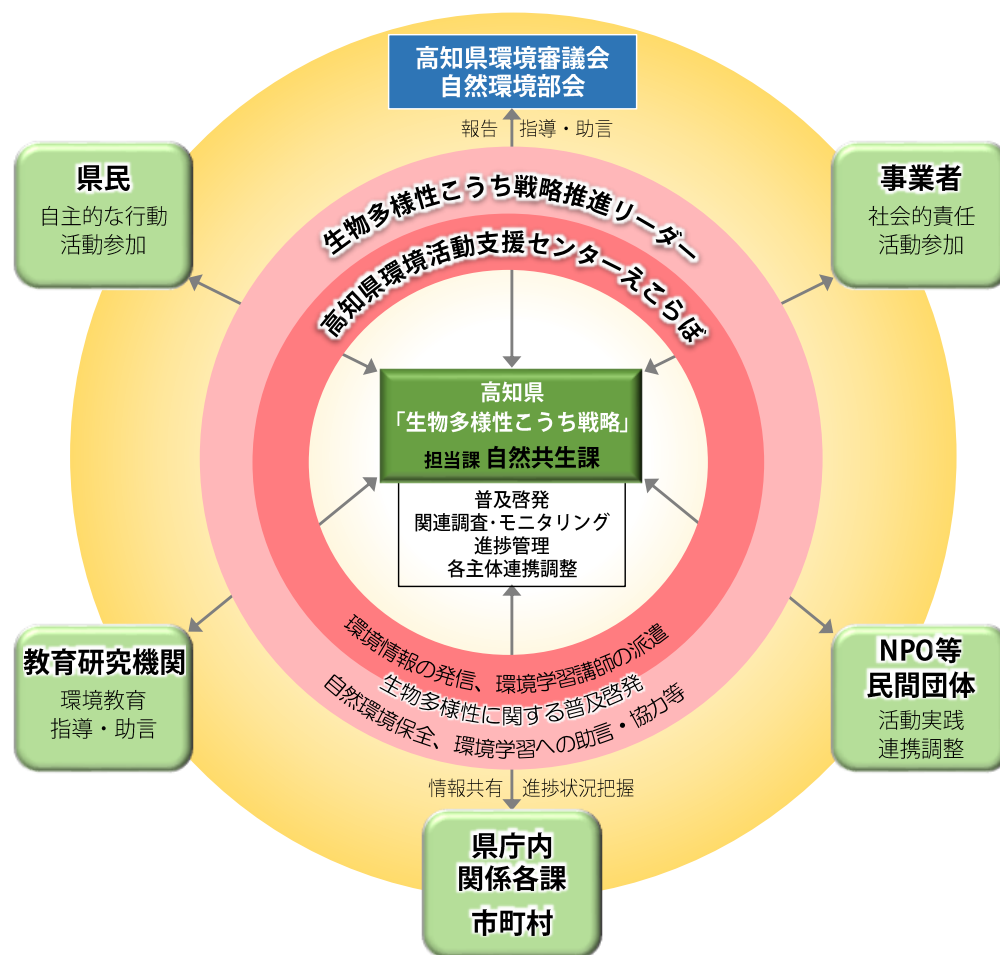 高知県環境審議会
自然環境部会
報告 指導・助言
県民
自主的な行動
活動参加
事業者
社会的責任
活動参加
生物多様性こうち戦略推進リーダー
高知県環境活動支援センターえこらぼ
高知県
「生物多様性こうち戦略」
担当課 自然共生課
普及啓発
関連調査・モニタリング
進捗管理
各主体連携調整
環境情報の発信、環境学習講師の派遣
生物多様性に関する普及啓発
自然環境保全、環境学習への助言・協力等
教育研究機関
環境教育
指導・助言
NPO等
民間団体
活動実践
連携調整
情報共有 進捗状況把握
県庁内
関係各課
市町村